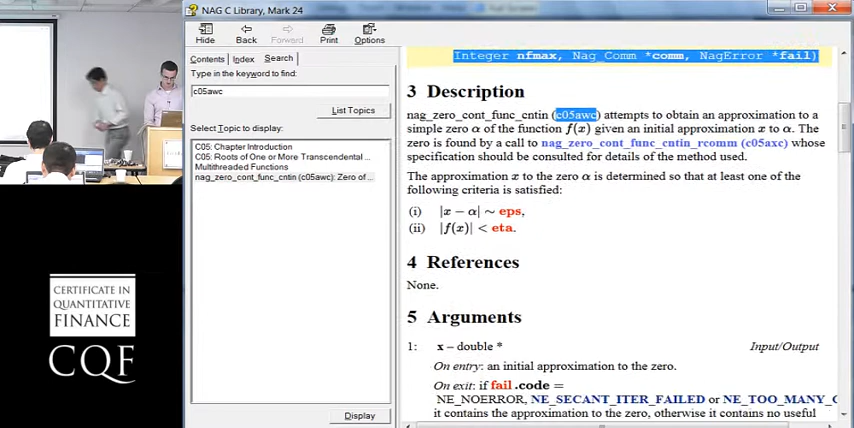 NAG C Library, Mark 24
Hide Back Forward Print Options
Contents Index Search
Type in the keyword to find:
c05awc
List Topics
Select Topic to display:
C05: Chapter Introduction
C05: Roots of One or More Transcendental ...
Multithreaded Functions
nag_zero_cont_func_cntin (c05awc): Zero of ...
Display
Integer nfmax, Nag_Comm *comm, NagError *fail)
3 Description
nag_zero_cont_func_cntin (c05awc) attempts to obtain an approximation to a
simple zero α of the function f(x) given an initial approximation x to α. The
zero is found by a call to nag_zero_cont_func_cntin_rcomm (c05axc) whose
specification should be consulted for details of the method used.
The approximation x to the zero α is determined so that at least one of the
following criteria is satisfied:
(i) |x − α| ~ eps,
(ii) |f(x)| < eta.
4 References
None.
5 Arguments
1: x – double * Input/Output
On entry: an initial approximation to the zero.
On exit: if fail.code =
NE_NOERROR, NE_SECANT_ITER_FAILED or NE_TOO_MANY_
it contains the approximation to the zero, otherwise it contains no useful
CERTIFICATE IN
QUANTITATIVE
FINANCE
CQF